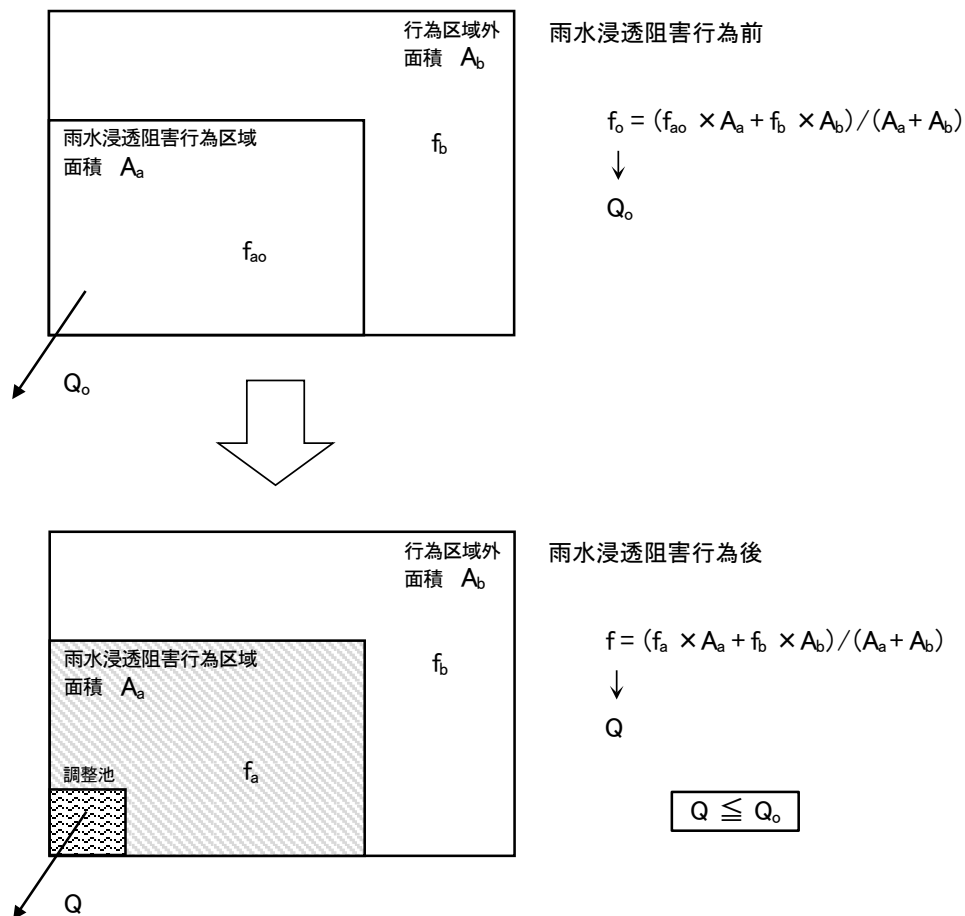 行為区域外
面積 Ab
雨水浸透阻害行為前
雨水浸透阻害行為区域
面積 Aa
fb
fo = (fao ×Aa + fb ×Ab)/(Aa+ Ab)
↓
Qo
fao
Qo
行為区域外
面積 Ab
雨水浸透阻害行為後
雨水浸透阻害行為区域
面積 Aa
fb
f = (fa ×Aa + fb ×Ab)/(Aa+ Ab)
↓
Q
調整池
fa
Q ≦ Qo
Q